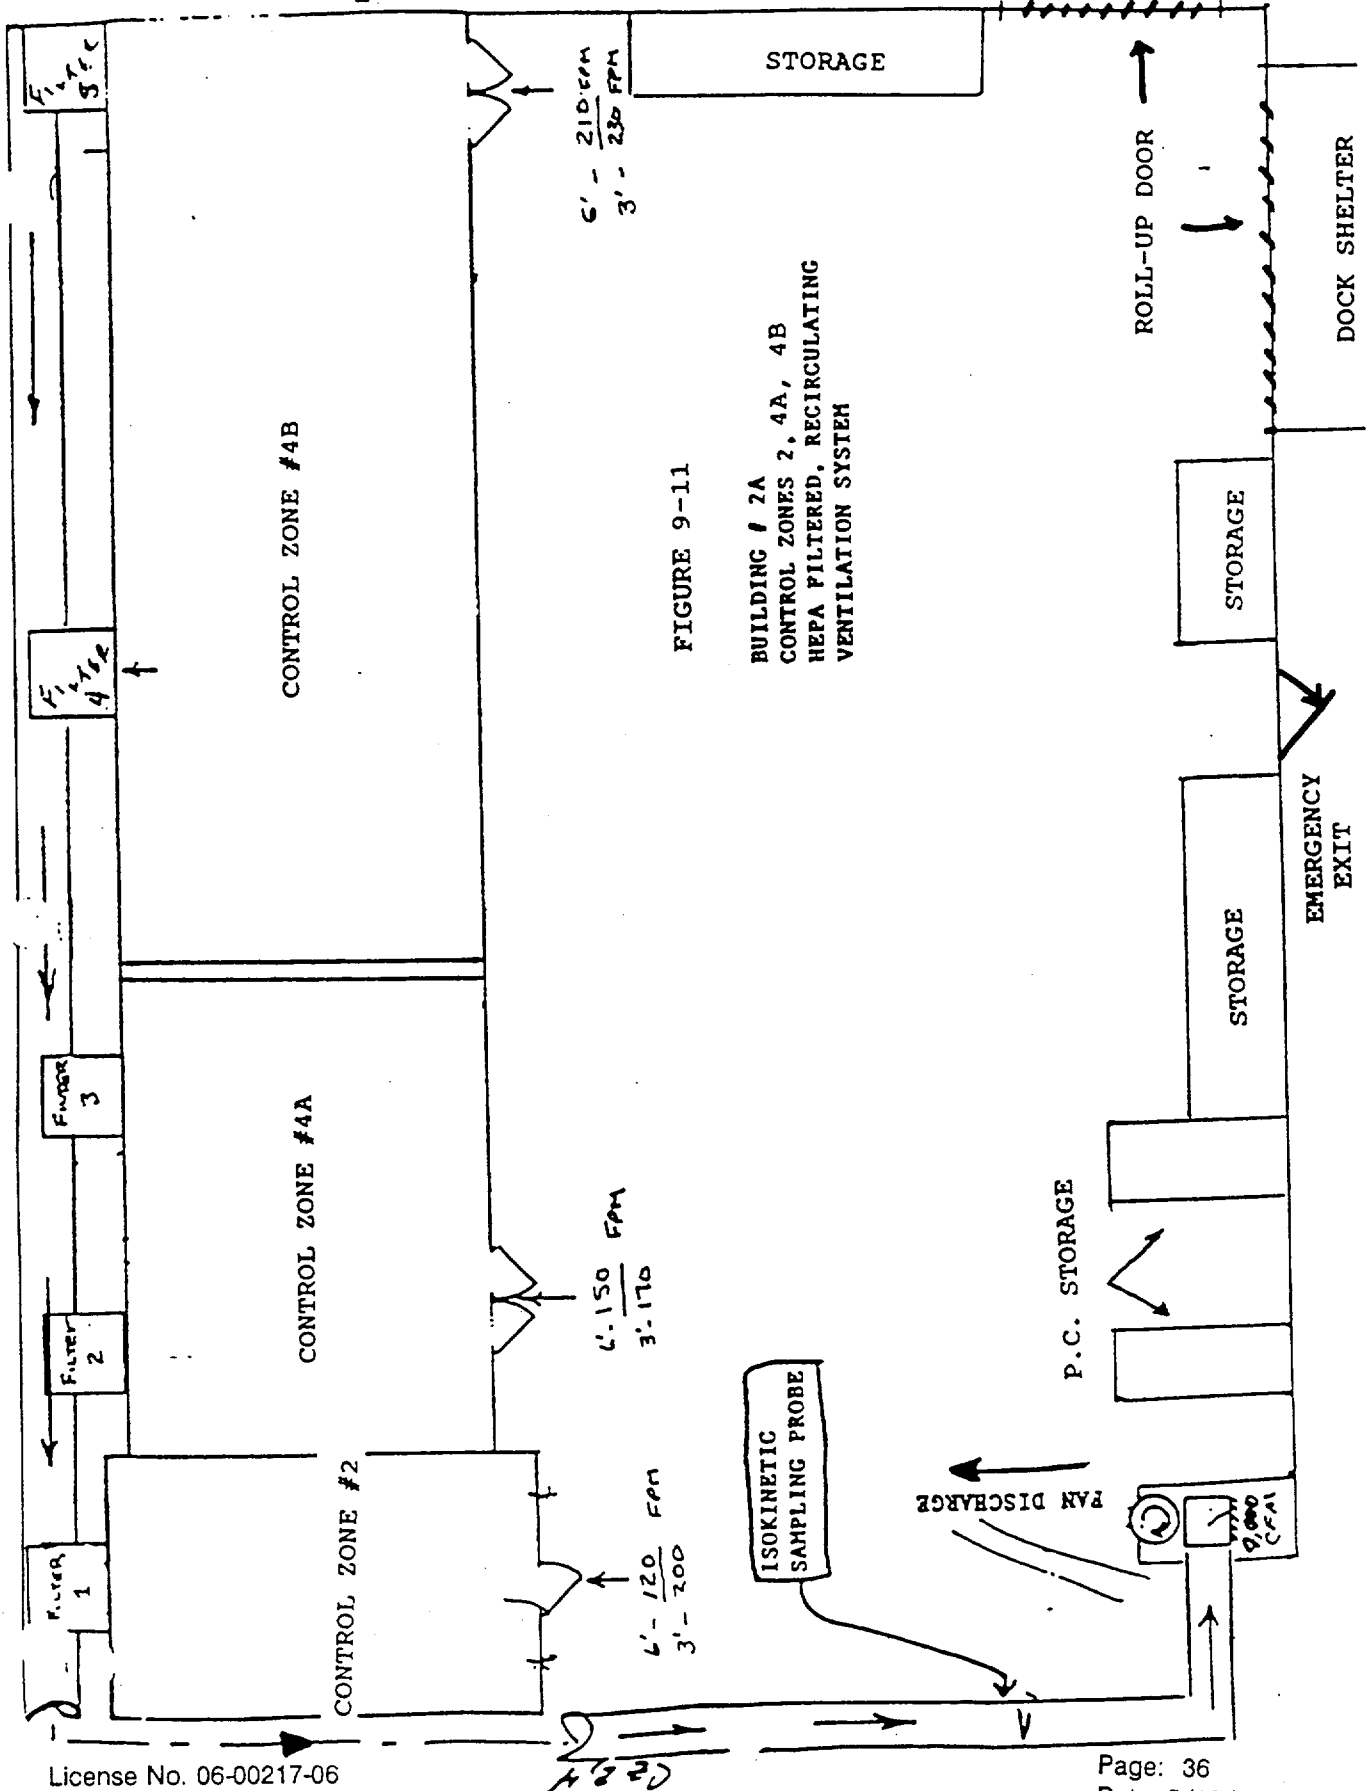 FILTER
5
STORAGE
6' - 210 FPM
3' - 230 FPM
ROLL-UP DOOR
DOCK SHELTER
CONTROL ZONE #4B
FILTER
4
FIGURE 9-11
BUILDING # 2A
CONTROL ZONES 2, 4A, 4B
HEPA FILTERED, RECIRCULATING
VENTILATION SYSTEM
STORAGE
EMERGENCY
EXIT
STORAGE
FILTER
3
CONTROL ZONE #4A
6'-150 FPM
3'-170
P.C. STORAGE
FILTER
2
ISOKINETIC
SAMPLING PROBE
CONTROL ZONE #2
6' - 120 FPM
3' - 200
FAN DISCHARGE
CFM
FILTER
1
License No. 06-00217-06
Page: 36